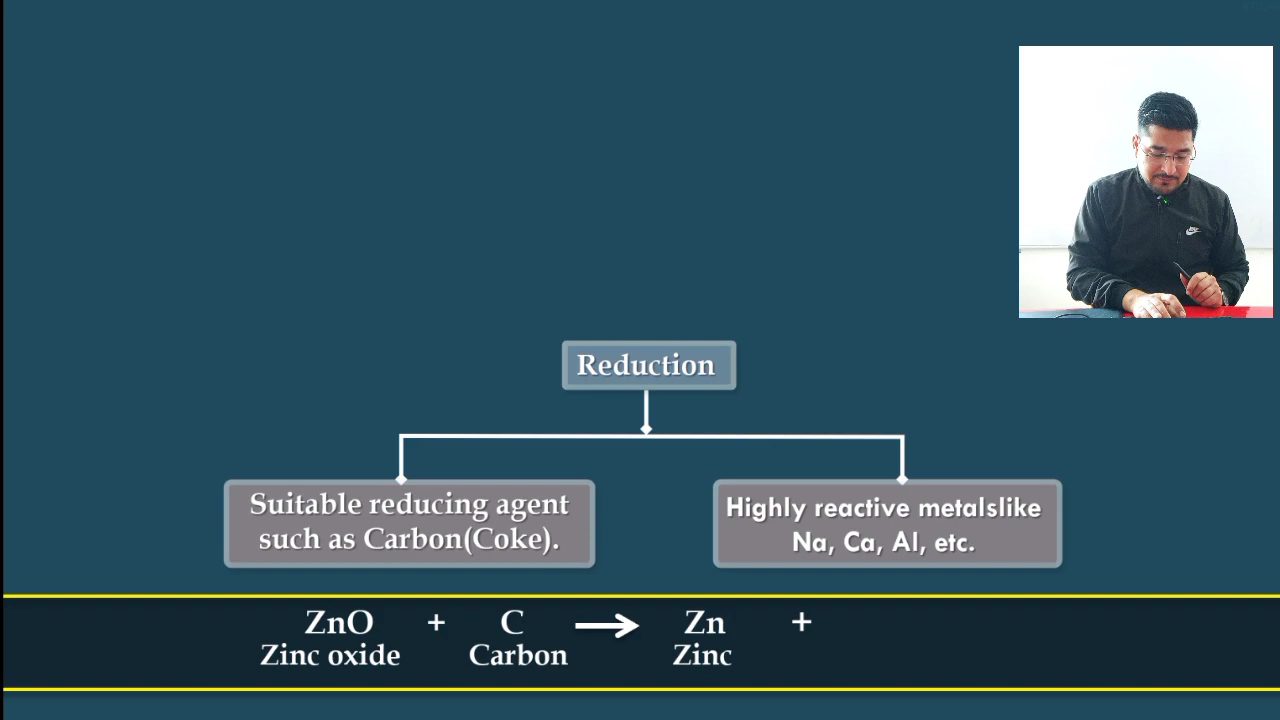 Reduction
Suitable reducing agent
such as Carbon(Coke).
Highly reactive metalslike
Na, Ca, Al, etc.
ZnO + C → Zn +
Zinc oxide Carbon Zinc